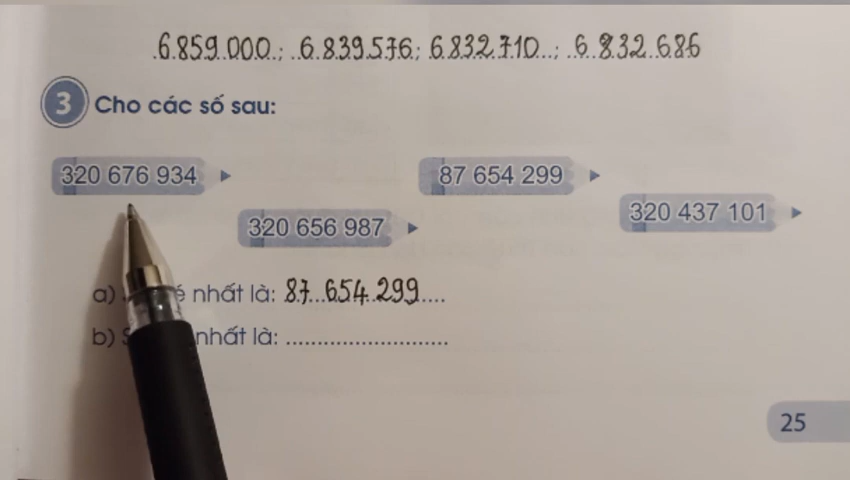 6.859.000.; 6.839.576; 6.832.710...; 6.832.686
3 Cho các số sau:
320 676 934
87 654 299
320 437 101
320 656 987
a) é nhất là: 87.654.299
b) S nhất là: ..........................
25